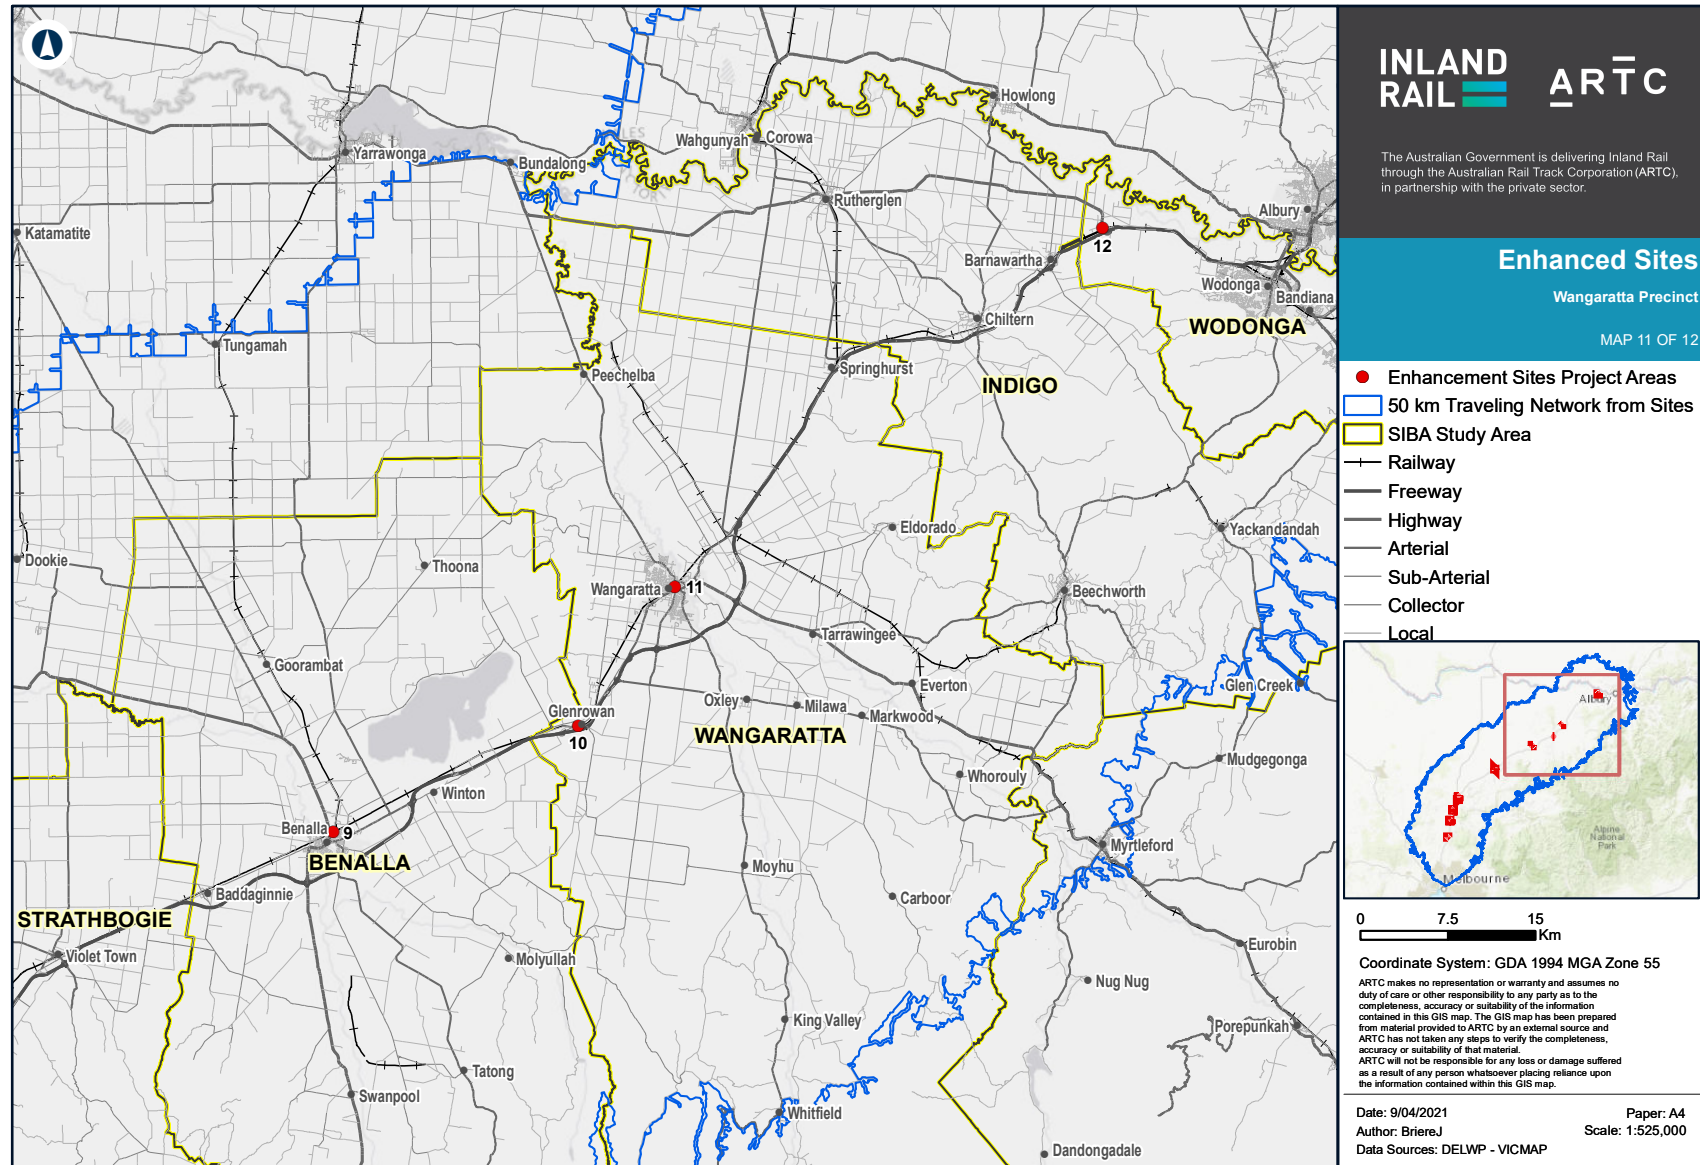 Howlong
Wahgunyah
Corowa
Yarrawonga
Bundalong
Rutherglen
Albury
Katamatite
12
Barnawartha
Wodonga
Bandiana
Chiltern
WODONGA
Tungamah
Peechelba
Springhurst
INDIGO
Eldorado
Yackandandah
Dookie
Thoona
Wangaratta
11
Beechworth
Tarrawingee
Goorambat
Everton
Glen Creek
Oxley
Milawa
Markwood
Glenrowan
10
WANGARATTA
Mudgegonga
Whorouly
Winton
Benalla
9
BENALLA
Myrtleford
Moyhu
Baddaginnie
Carboor
STRATHBOGIE
Violet Town
Molyullah
Eurobin
Nug Nug
King Valley
Porepunkah
Tatong
Swanpool
Whitfield
Dandongadale
INLAND
RAIL
ARTC
The Australian Government is delivering Inland Rail
through the Australian Rail Track Corporation (ARTC),
in partnership with the private sector.
Enhanced Sites
Wangaratta Precinct
MAP 11 OF 12
Enhancement Sites Project Areas
50 km Traveling Network from Sites
SIBA Study Area
Railway
Freeway
Highway
Arterial
Sub-Arterial
Collector
Local
Albury
Alpine
National
Park
Melbourne
0 7.5 15
Km
Coordinate System: GDA 1994 MGA Zone 55
ARTC makes no representation or warranty and assumes no
duty of care or other responsibility to any party as to the
completeness, accuracy or suitability of the information
contained in this GIS map. The GIS map has been prepared
from material provided to ARTC by an external source and
ARTC has not taken any steps to verify the completeness,
accuracy or suitability of that material.
ARTC will not be responsible for any loss or damage suffered
as a result of any person whatsoever placing reliance upon
the information contained within this GIS map.
Date: 9/04/2021 Paper: A4
Author: BriereJ Scale: 1:525,000
Data Sources: DELWP - VICMAP